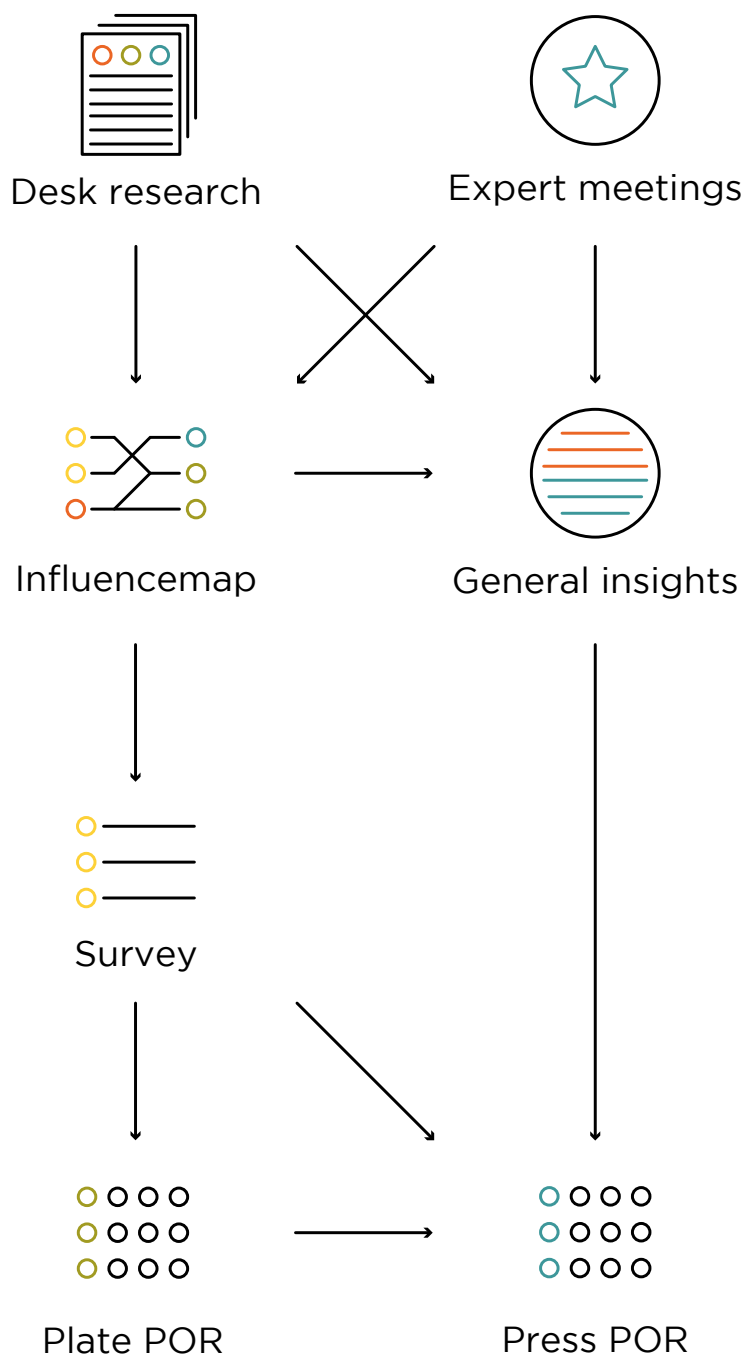 Desk research
Expert meetings
Influencemap
General insights
Survey
Plate POR
Press POR